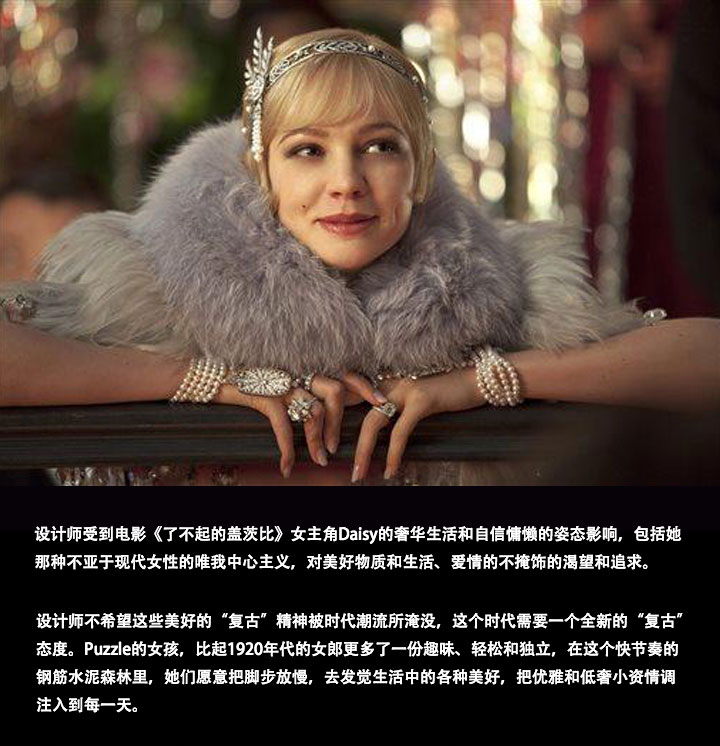 设计师受到电影《了不起的盖茨比》女主角Daisy的奢华生活和自信慵懒的姿态影响，包括她
那种不亚于现代女性的唯我中心主义，对美好物质和生活、爱情的不掩饰的渴望和追求。
设计师不希望这些美好的“复古”精神被时代潮流所淹没，这个时代需要一个全新的“复古”
态度。Puzzle的女孩，比起1920年代的女郎更多了一份趣味、轻松和独立，在这个快节奏的
钢筋水泥森林里，她们愿意把脚步放慢，去发觉生活中的各种美好，把优雅和低奢小资情调
注入到每一天。